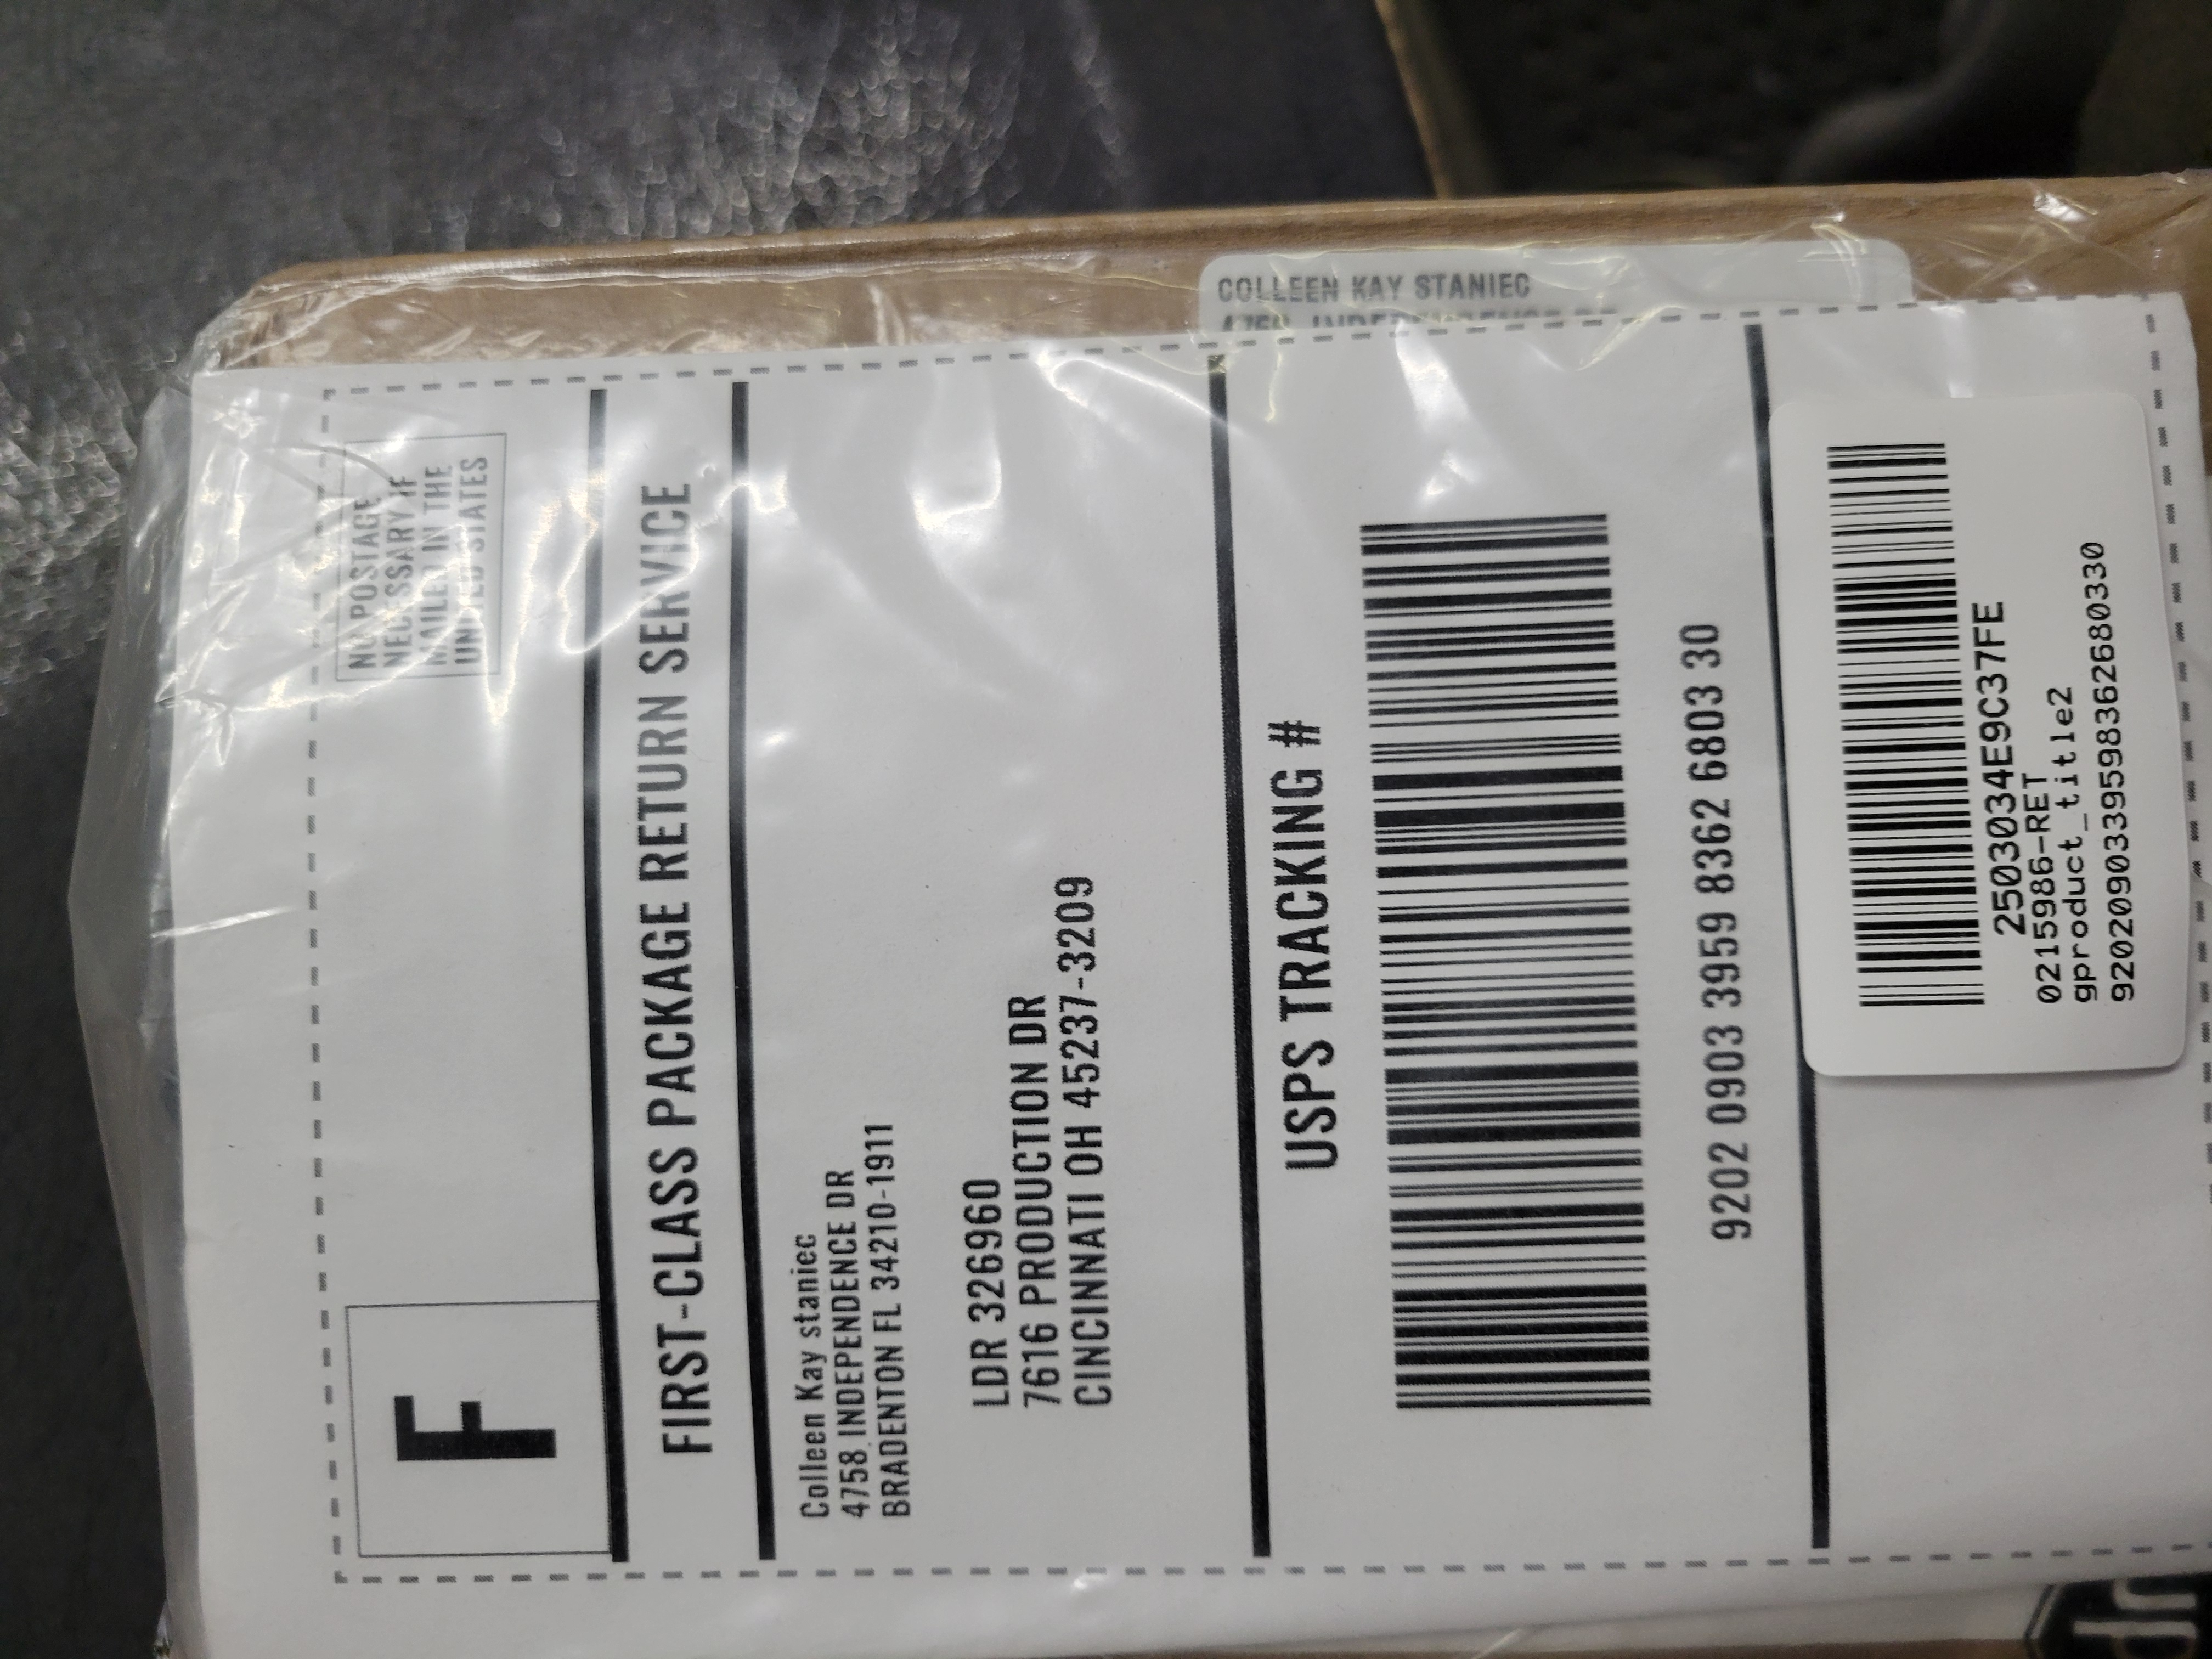 NO POSTAGE
NECESSARY IF
MAILED IN THE
UNITED STATES
F
FIRST-CLASS PACKAGE RETURN SERVICE
Colleen Kay staniec
4758 INDEPENDENCE DR
BRADENTON FL 34210-1911
LDR 326960
7616 PRODUCTION DR
CINCINNATI OH 45237-3209
USPS TRACKING #
9202 0903 3959 8362 6803 30
COLLEEN KAY STANIEC
2503034E9C37FE
0215986-RET
gproduct_title2
9202090339598362680330